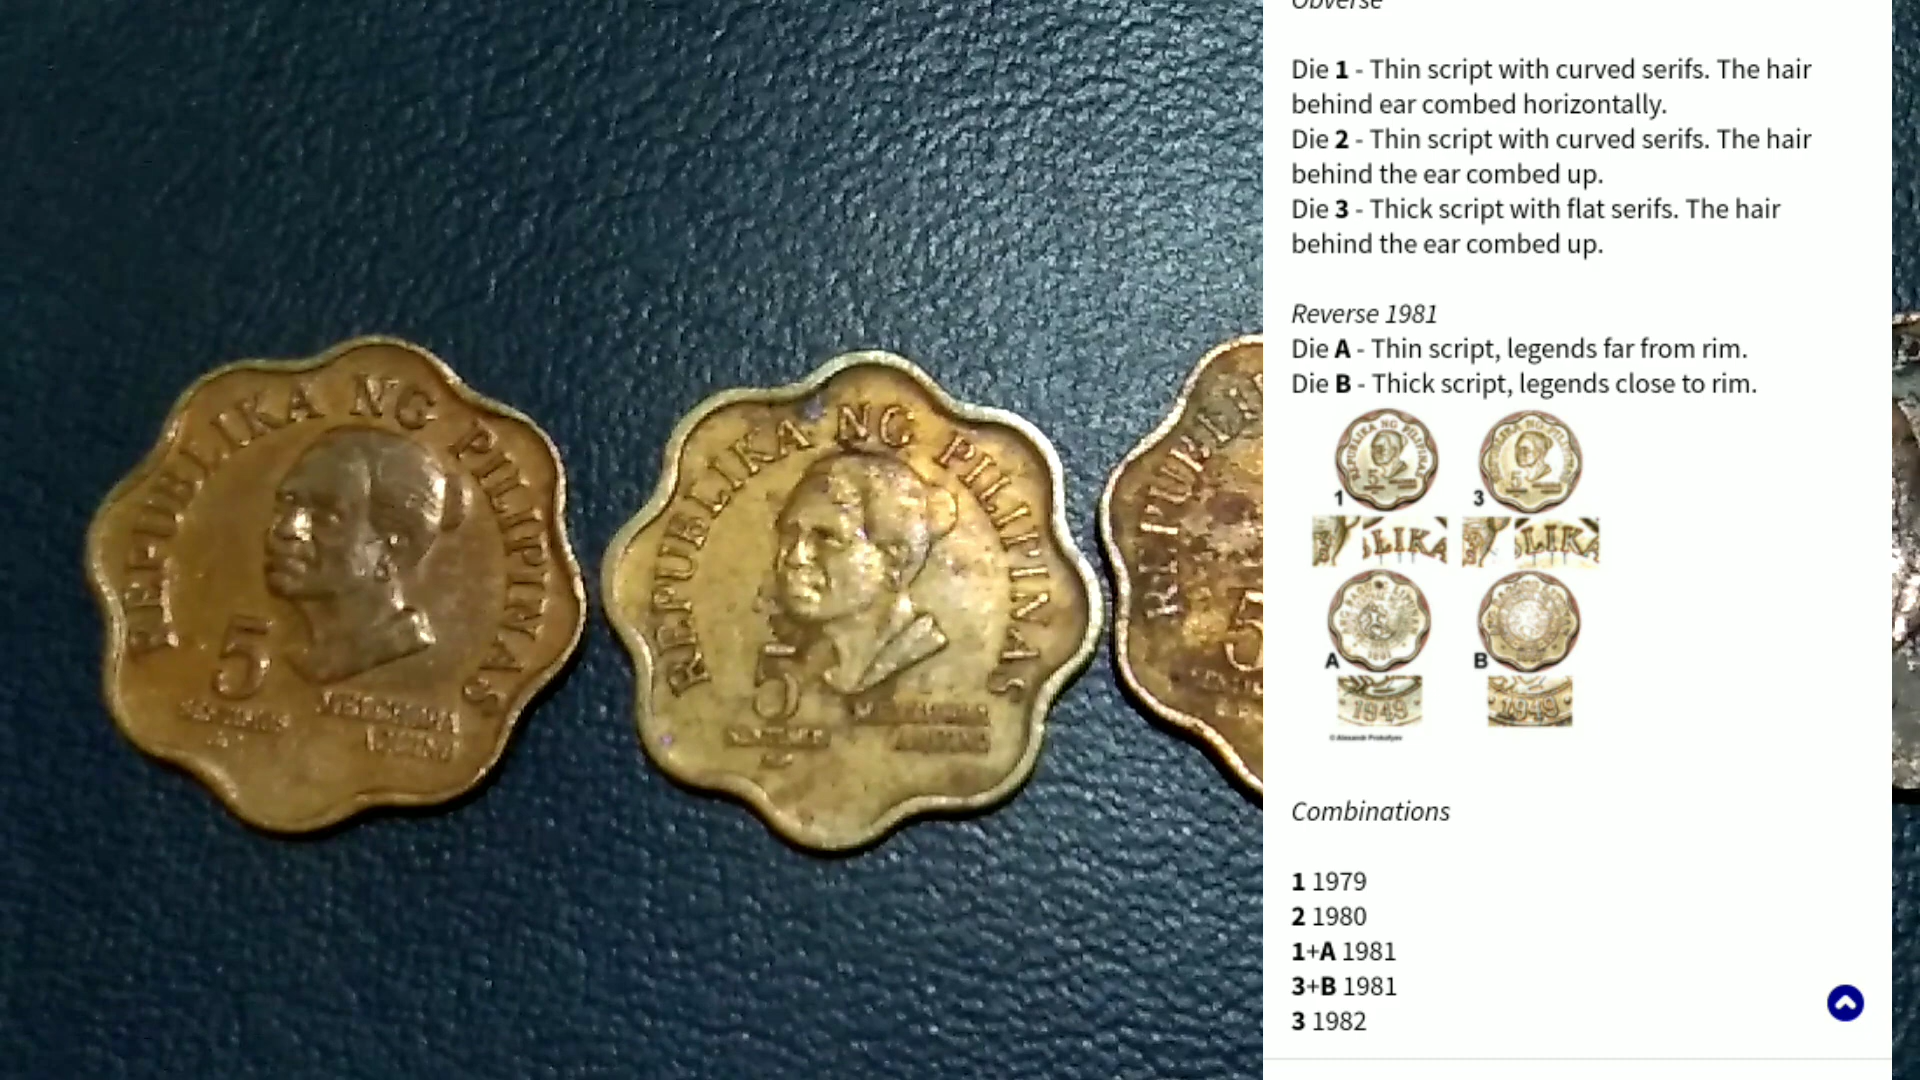 REPUBLIKA NG PILIPINAS
5
REPUBLIKA NG PILIPINAS
5
5
Obverse
Die 1 - Thin script with curved serifs. The hair
behind ear combed horizontally.
Die 2 - Thin script with curved serifs. The hair
behind the ear combed up.
Die 3 - Thick script with flat serifs. The hair
behind the ear combed up.
Reverse 1981
Die A - Thin script, legends far from rim.
Die B - Thick script, legends close to rim.
1
3
LIKA
LIKA
A
B
1949
1949
Combinations
1 1979
2 1980
1+A 1981
3+B 1981
3 1982